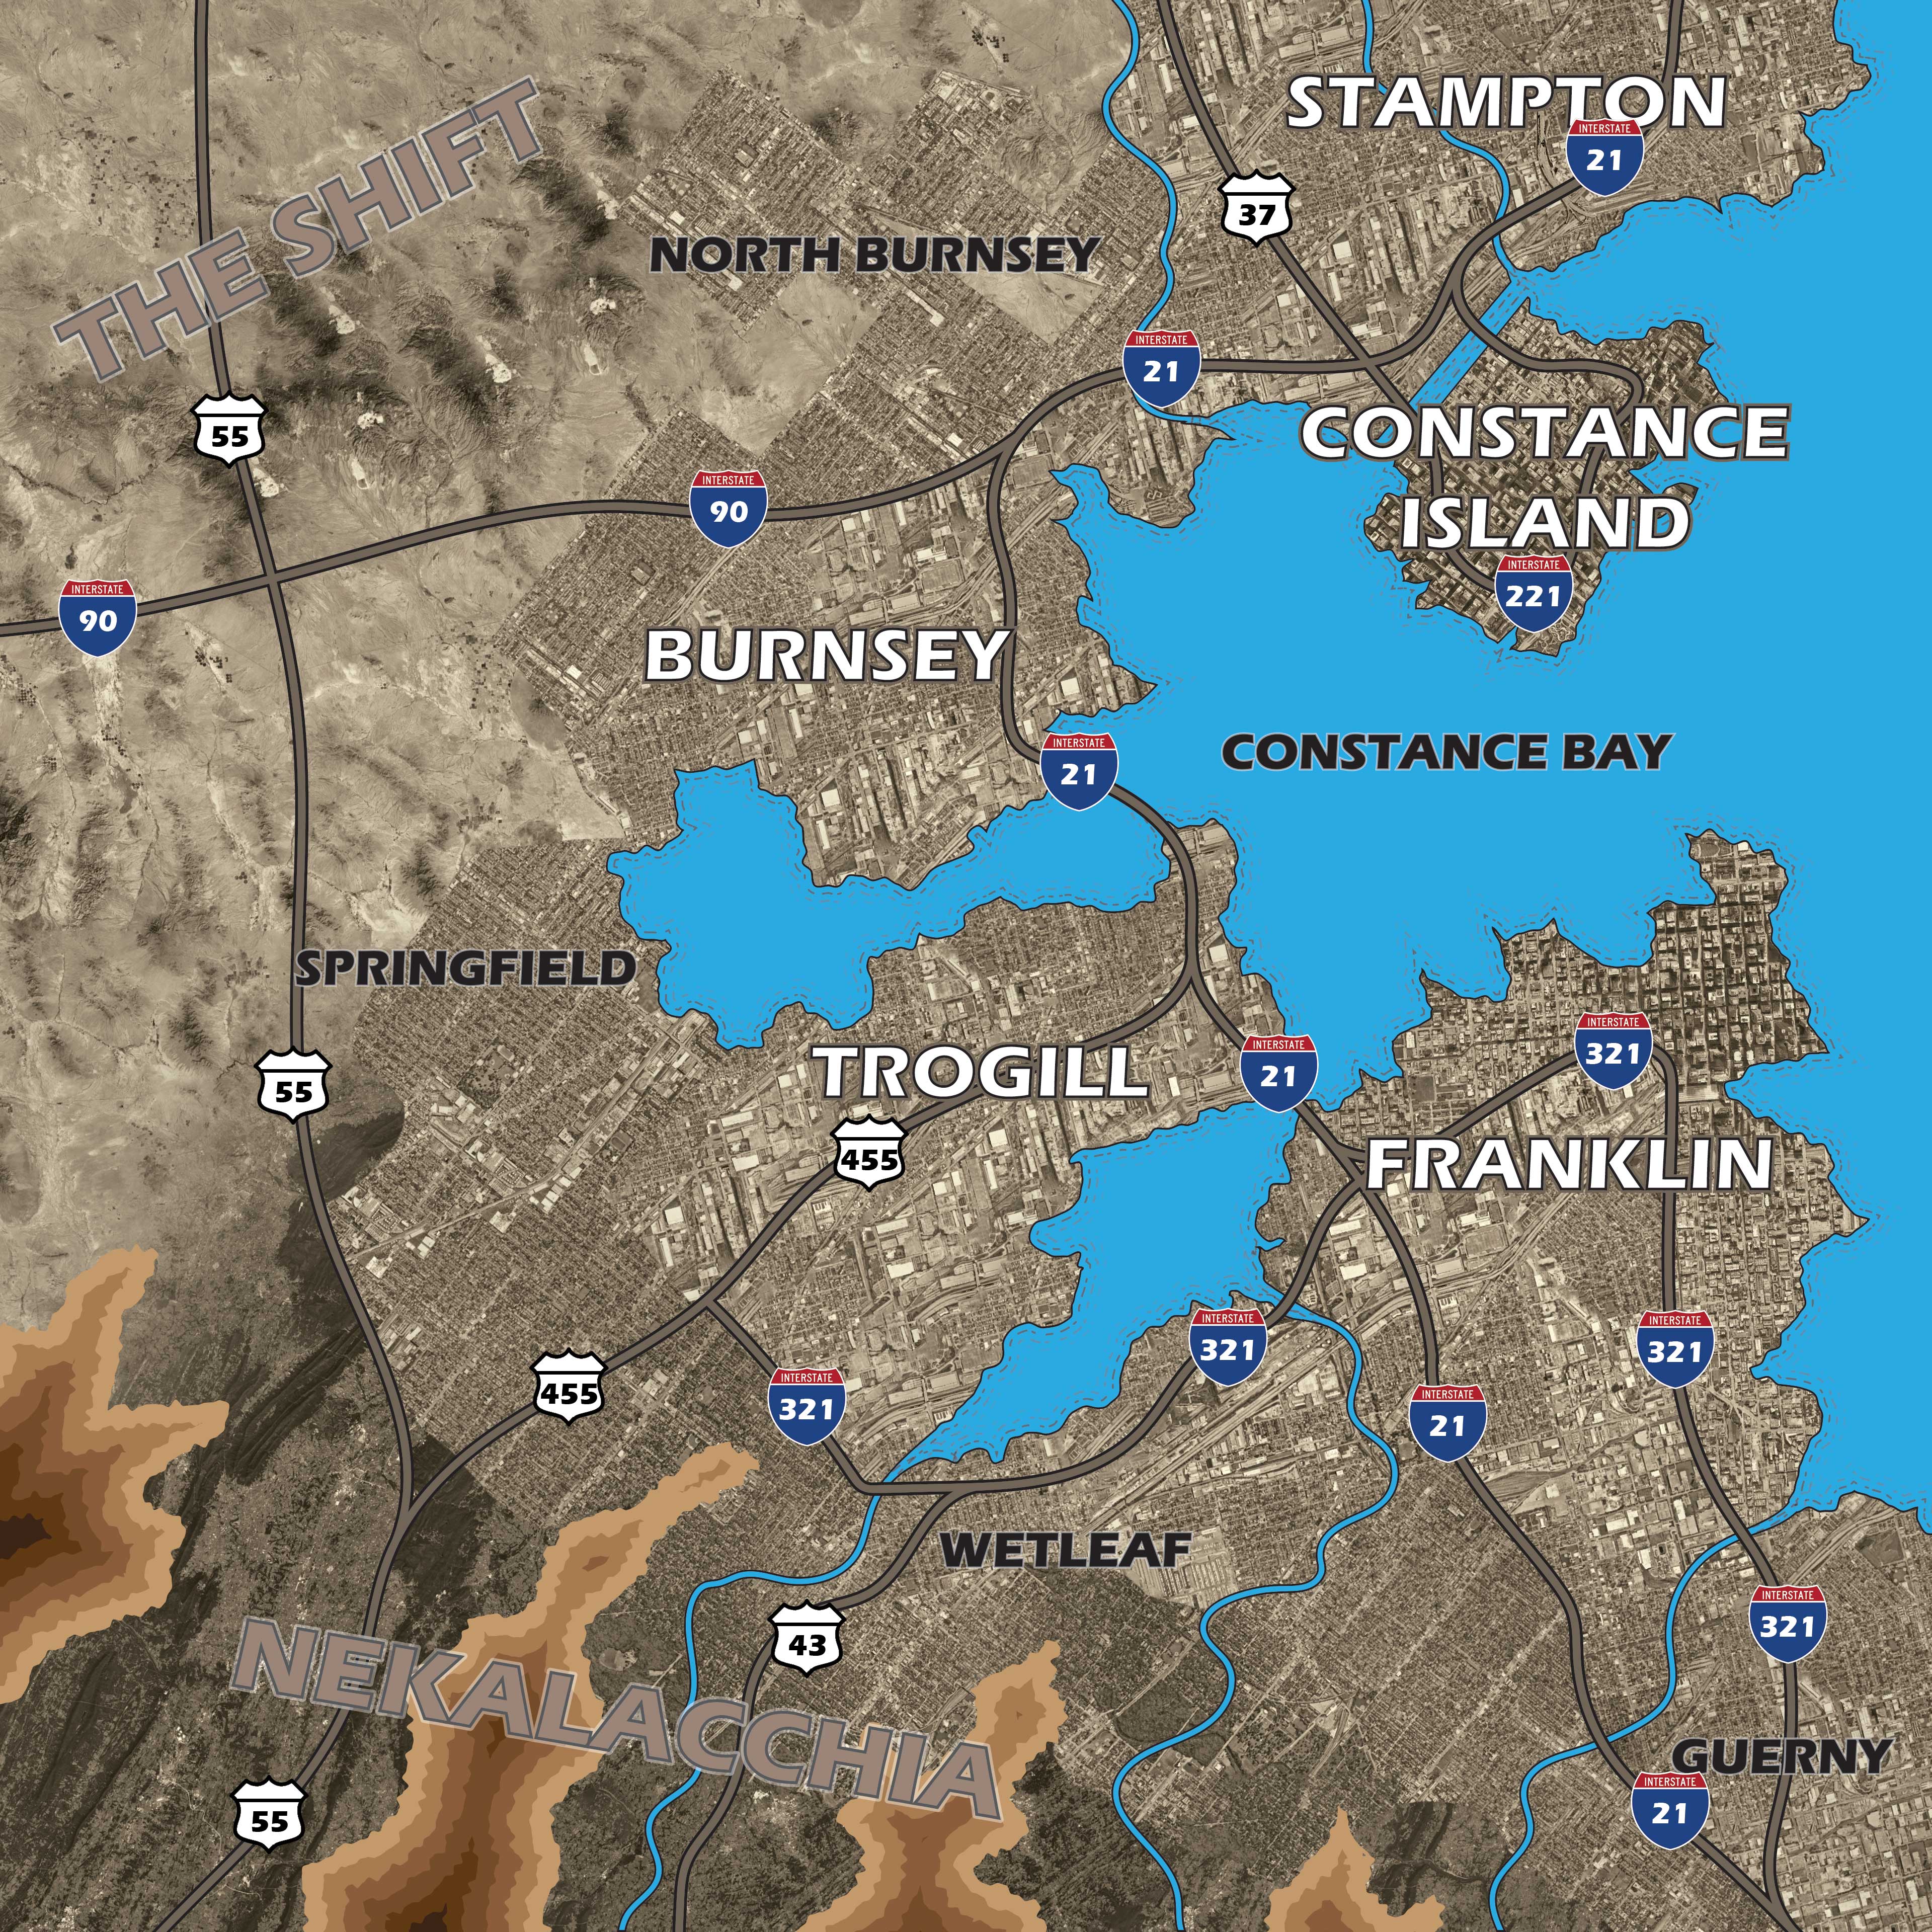 STAMPTON
INTERSTATE
21
THE SHIFT
37
NORTH BURNSEY
INTERSTATE
21
55
CONSTANCE
ISLAND
INTERSTATE
90
INTERSTATE
221
INTERSTATE
90
BURNSEY
INTERSTATE
21
CONSTANCE BAY
SPRINGFIELD
INTERSTATE
321
TROGILL
INTERSTATE
21
55
455
FRANKLIN
INTERSTATE
321
INTERSTATE
321
455
INTERSTATE
321
INTERSTATE
21
WETLEAF
43
INTERSTATE
321
NEKALACCHIA
GUERNY
55
INTERSTATE
21